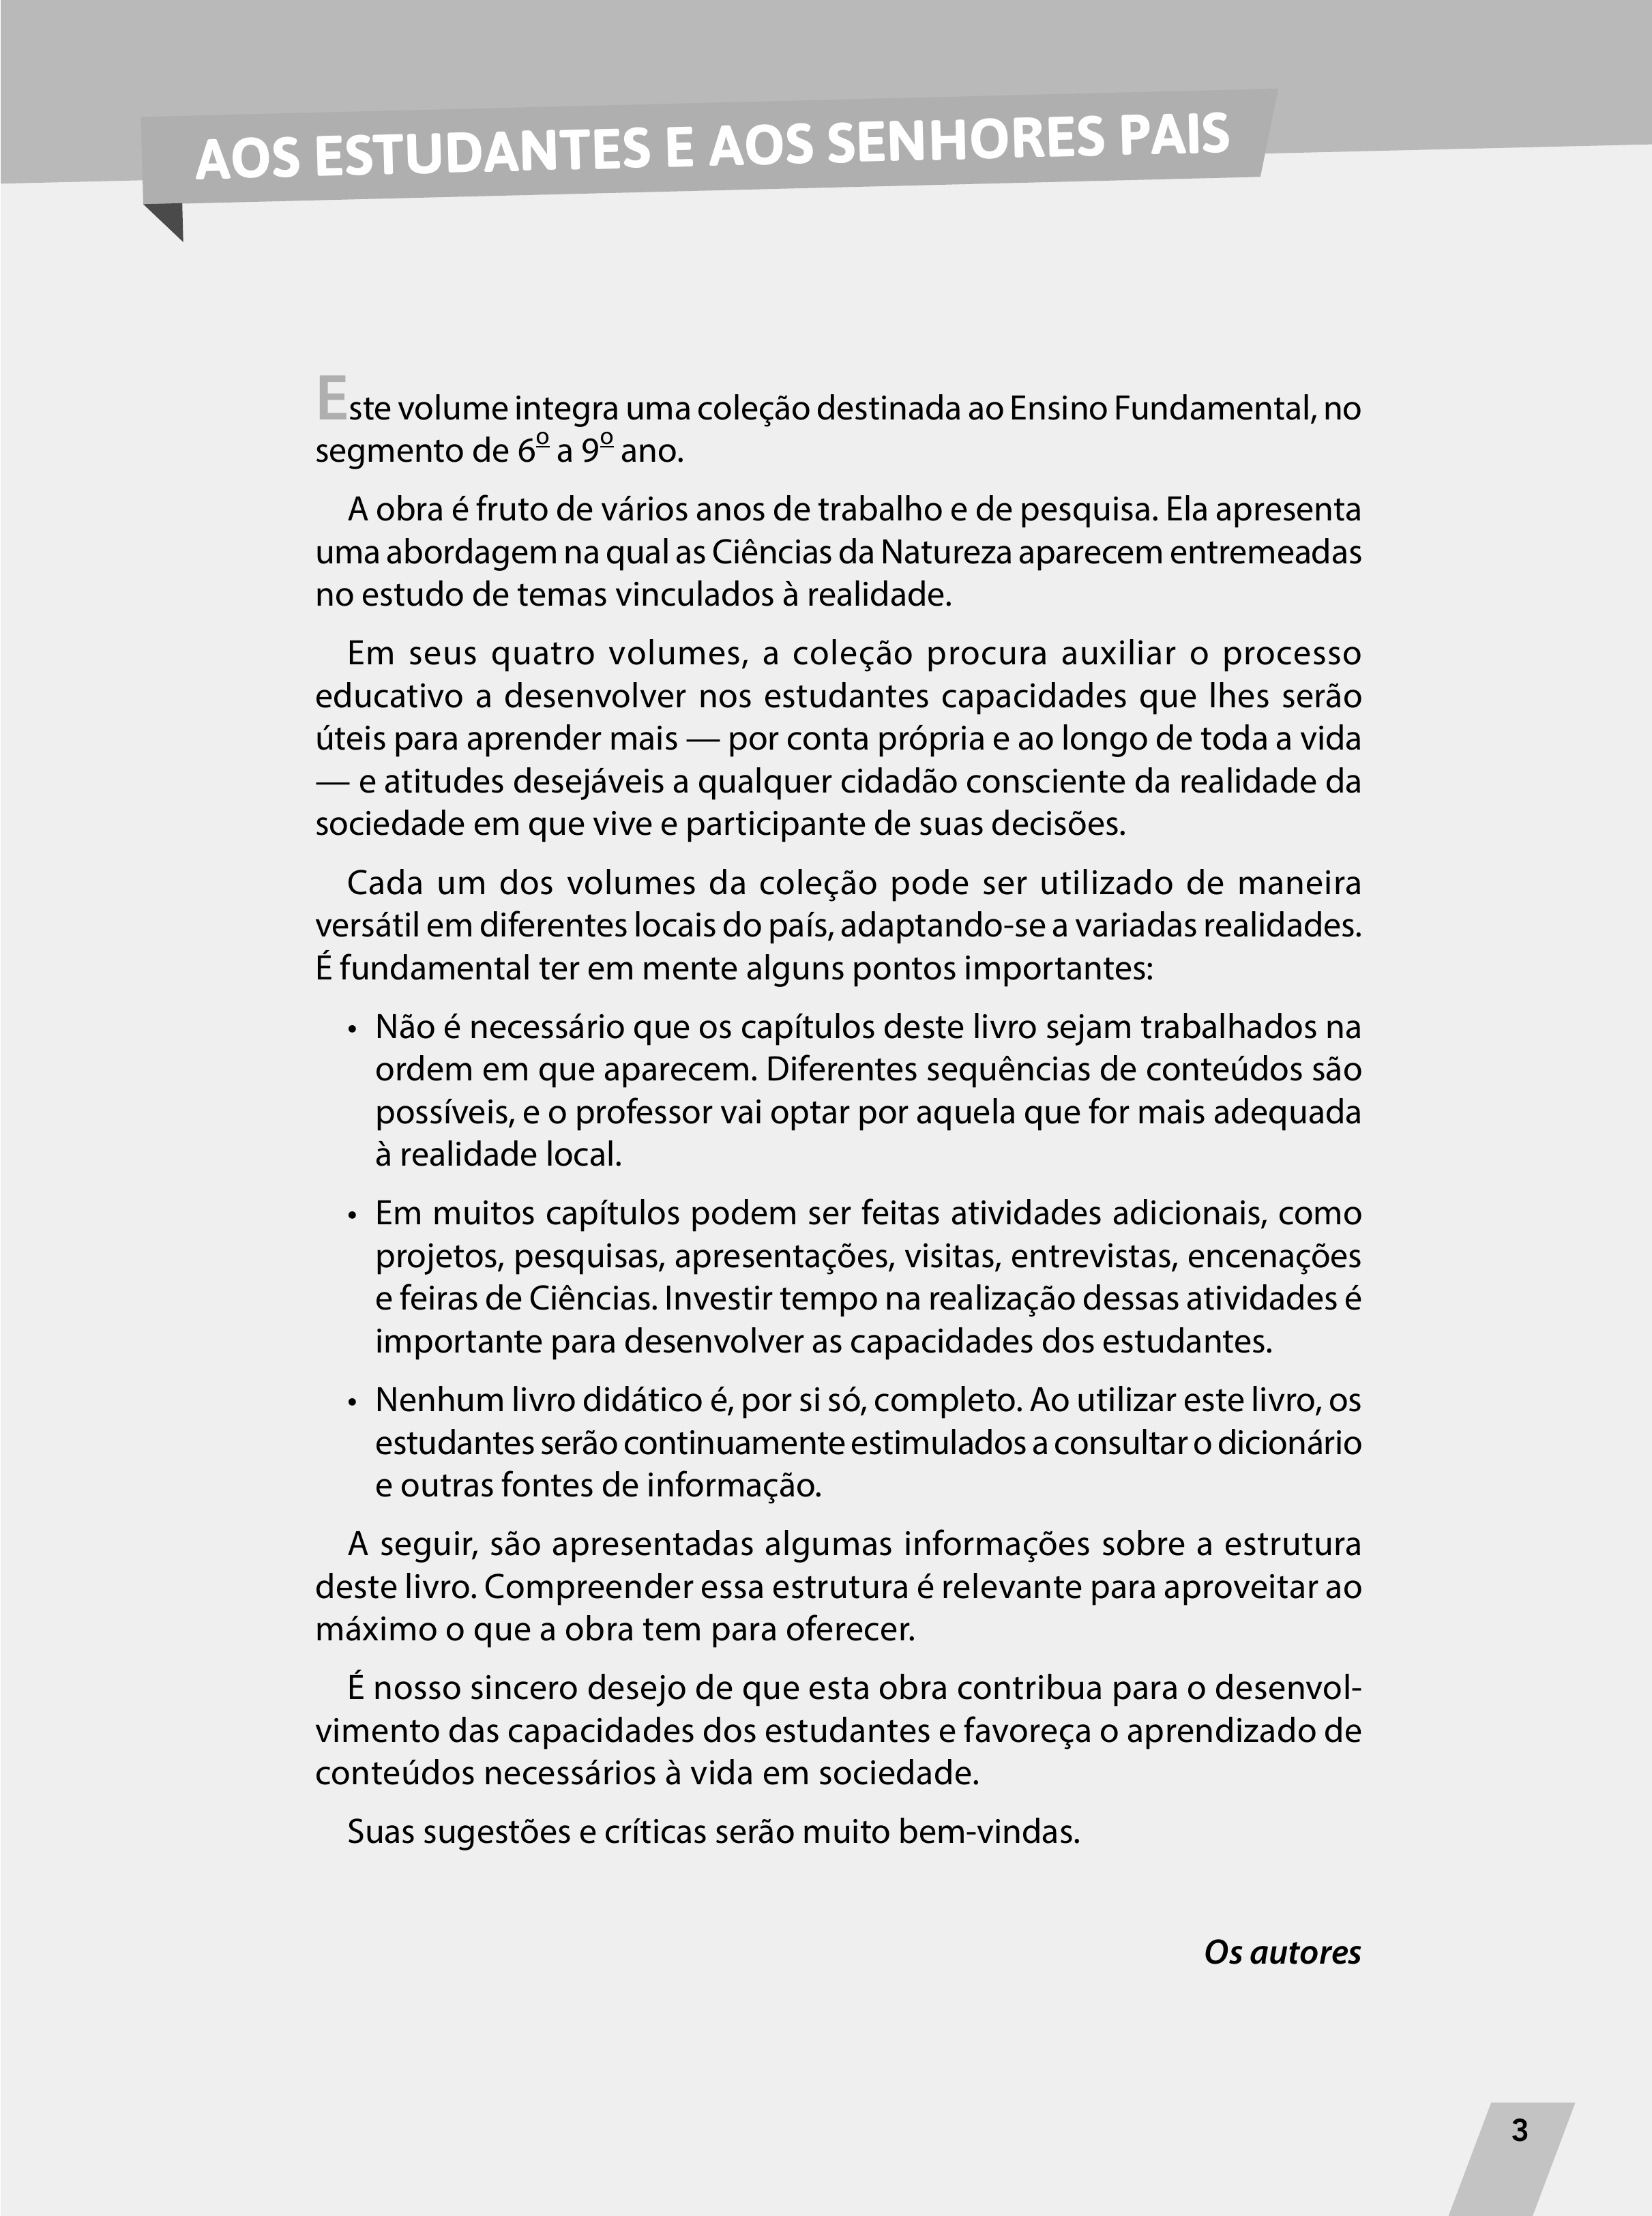 AOS ESTUDANTES E AOS SENHORES PAIS
Este volume integra uma coleção destinada ao Ensino Fundamental, no
segmento de 6º a 9º ano.
A obra é fruto de vários anos de trabalho e de pesquisa. Ela apresenta
uma abordagem na qual as Ciências da Natureza aparecem entremeadas
no estudo de temas vinculados à realidade.
Em seus quatro volumes, a coleção procura auxiliar o processo
educativo a desenvolver nos estudantes capacidades que lhes serão
úteis para aprender mais — por conta própria e ao longo de toda a vida
— e atitudes desejáveis a qualquer cidadão consciente da realidade da
sociedade em que vive e participante de suas decisões.
Cada um dos volumes da coleção pode ser utilizado de maneira
versátil em diferentes locais do país, adaptando-se a variadas realidades.
É fundamental ter em mente alguns pontos importantes:
• Não é necessário que os capítulos deste livro sejam trabalhados na
ordem em que aparecem. Diferentes sequências de conteúdos são
possíveis, e o professor vai optar por aquela que for mais adequada
à realidade local.
• Em muitos capítulos podem ser feitas atividades adicionais, como
projetos, pesquisas, apresentações, visitas, entrevistas, encenações
e feiras de Ciências. Investir tempo na realização dessas atividades é
importante para desenvolver as capacidades dos estudantes.
• Nenhum livro didático é, por si só, completo. Ao utilizar este livro, os
estudantes serão continuamente estimulados a consultar o dicionário
e outras fontes de informação.
A seguir, são apresentadas algumas informações sobre a estrutura
deste livro. Compreender essa estrutura é relevante para aproveitar ao
máximo o que a obra tem para oferecer.
É nosso sincero desejo de que esta obra contribua para o desenvol-
vimento das capacidades dos estudantes e favoreça o aprendizado de
conteúdos necessários à vida em sociedade.
Suas sugestões e críticas serão muito bem-vindas.
Os autores
3